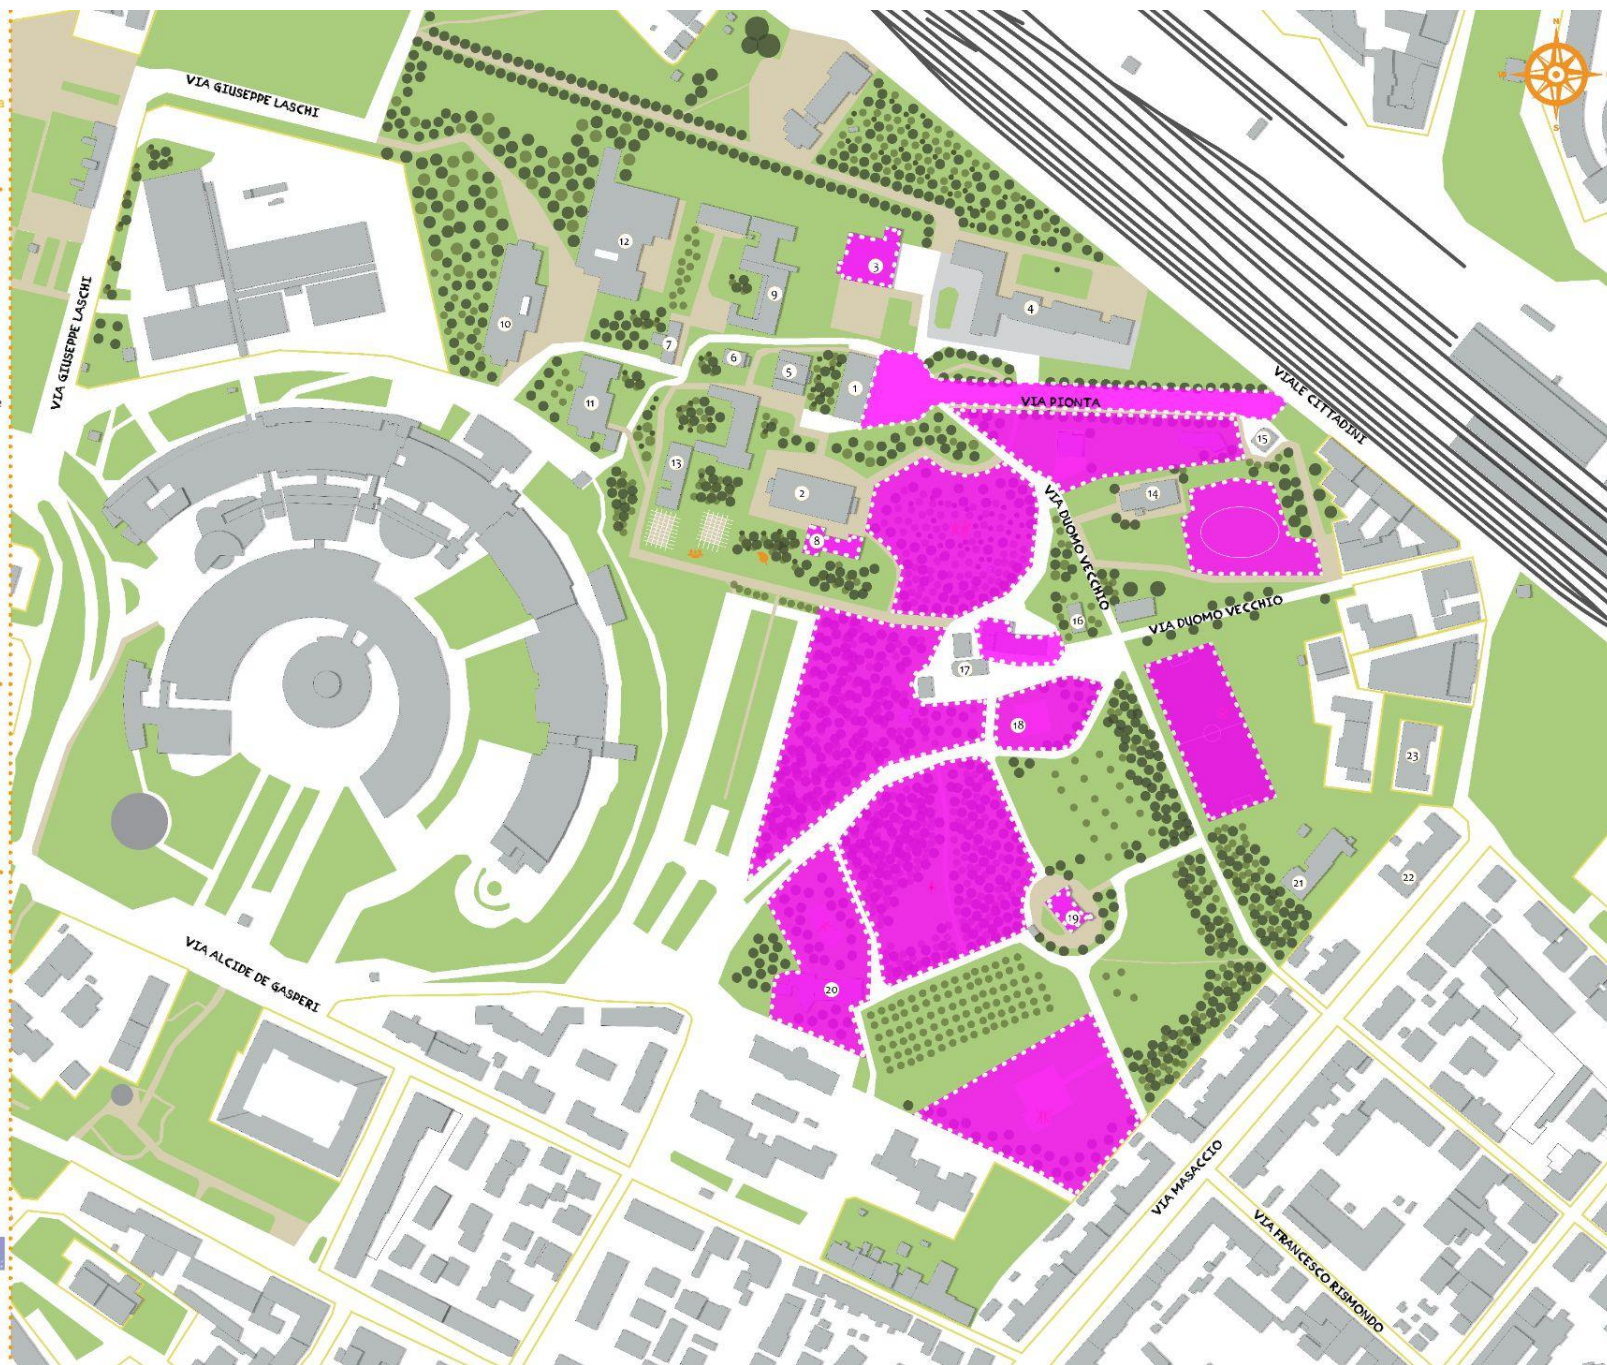 N
S
VIA GIUSEPPE LASCHI
VIA GIUSEPPE LASCHI
12
3
9
4
10
7
6
5
1
11
VIA PIONTA
VIALE CITTADINI
15
13
2
14
8
VIA DUOMO VECCHIO
16
VIA DUOMO VECCHIO
17
18
23
22
21
19
20
VIA ALCIDE DE GASPERI
VIA MASACCIO
VIA FRANCESCO RISMONDO